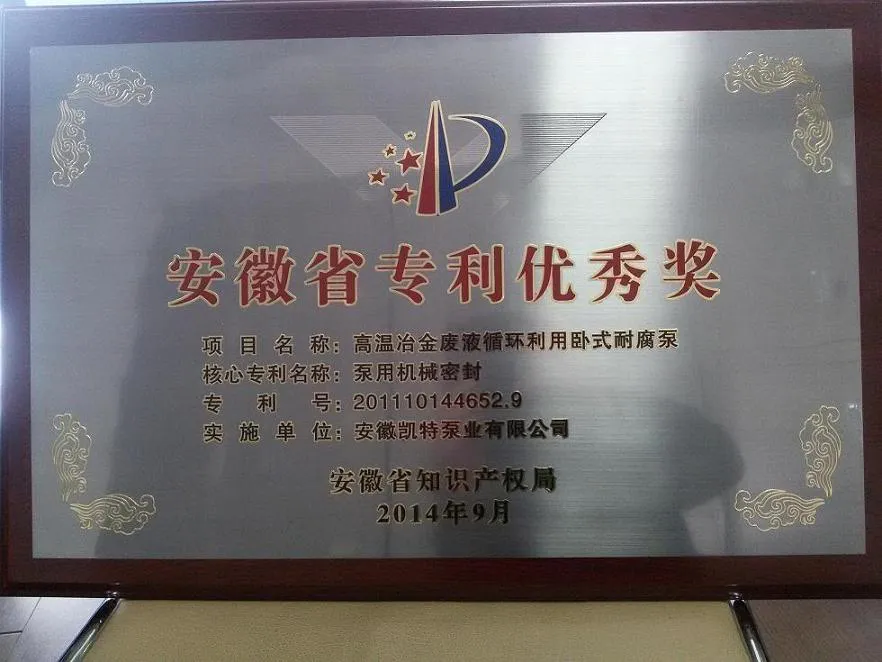 安徽省专利优秀奖
项目名称：高温冶金废液循环利用卧式耐腐泵
核心专利名称：泵用机械密封
专利号：201110144652.9
实施单位：安徽凯特泵业有限公司
安徽省知识产权局
2014年9月